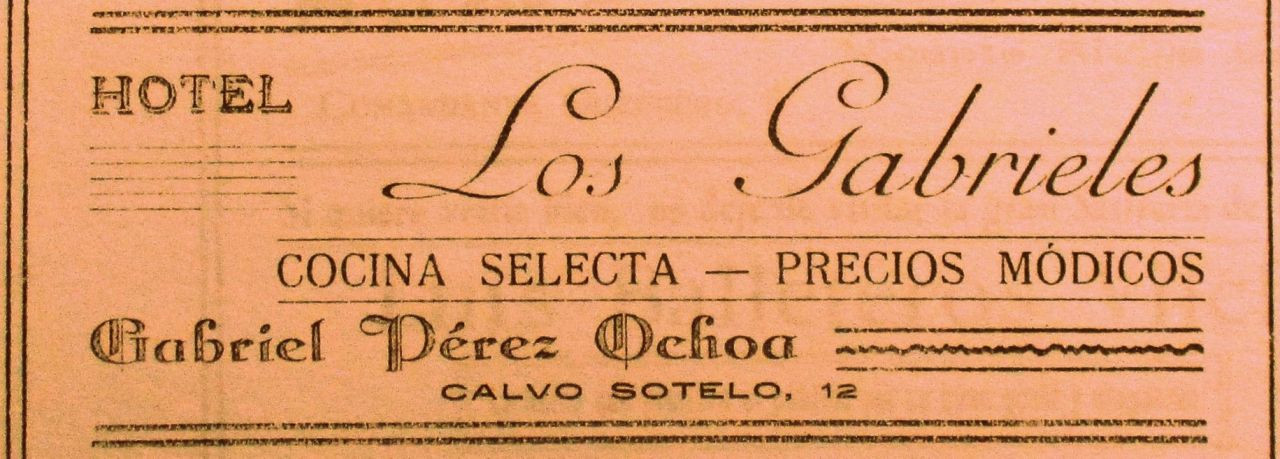 HOTEL
Los Gabrieles
COCINA SELECTA — PRECIOS MÓDICOS
Gabriel Pérez Ochoa
CALVO SOTELO, 12